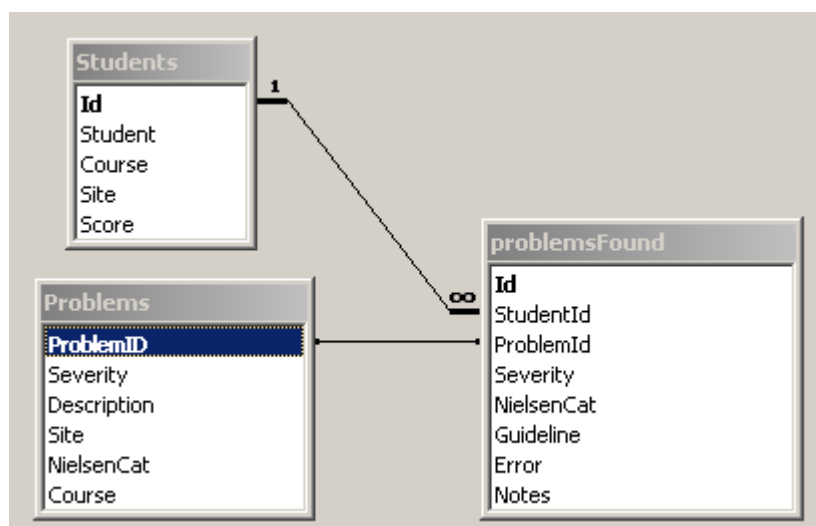 Students
Id
Student
Course
Site
Score
1
∞
problemsFound
Id
StudentId
ProblemId
Severity
NielsenCat
Guideline
Error
Notes
Problems
ProblemID
Severity
Description
Site
NielsenCat
Course